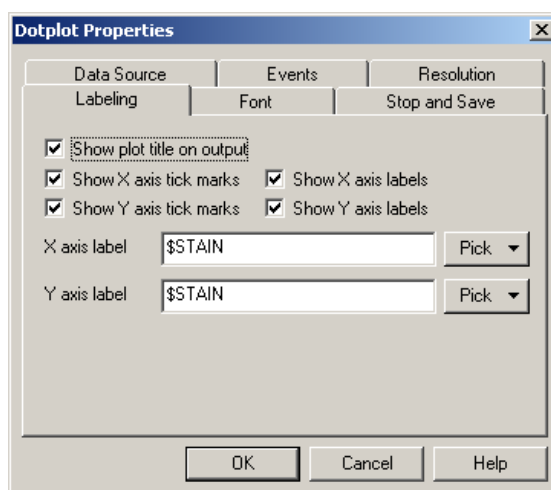 Dotplot Properties
Data Source Events Resolution
Labeling Font Stop and Save
Show plot title on output
Show X axis tick marks Show X axis labels
Show Y axis tick marks Show Y axis labels
X axis label $STAIN Pick
Y axis label $STAIN Pick
OK Cancel Help